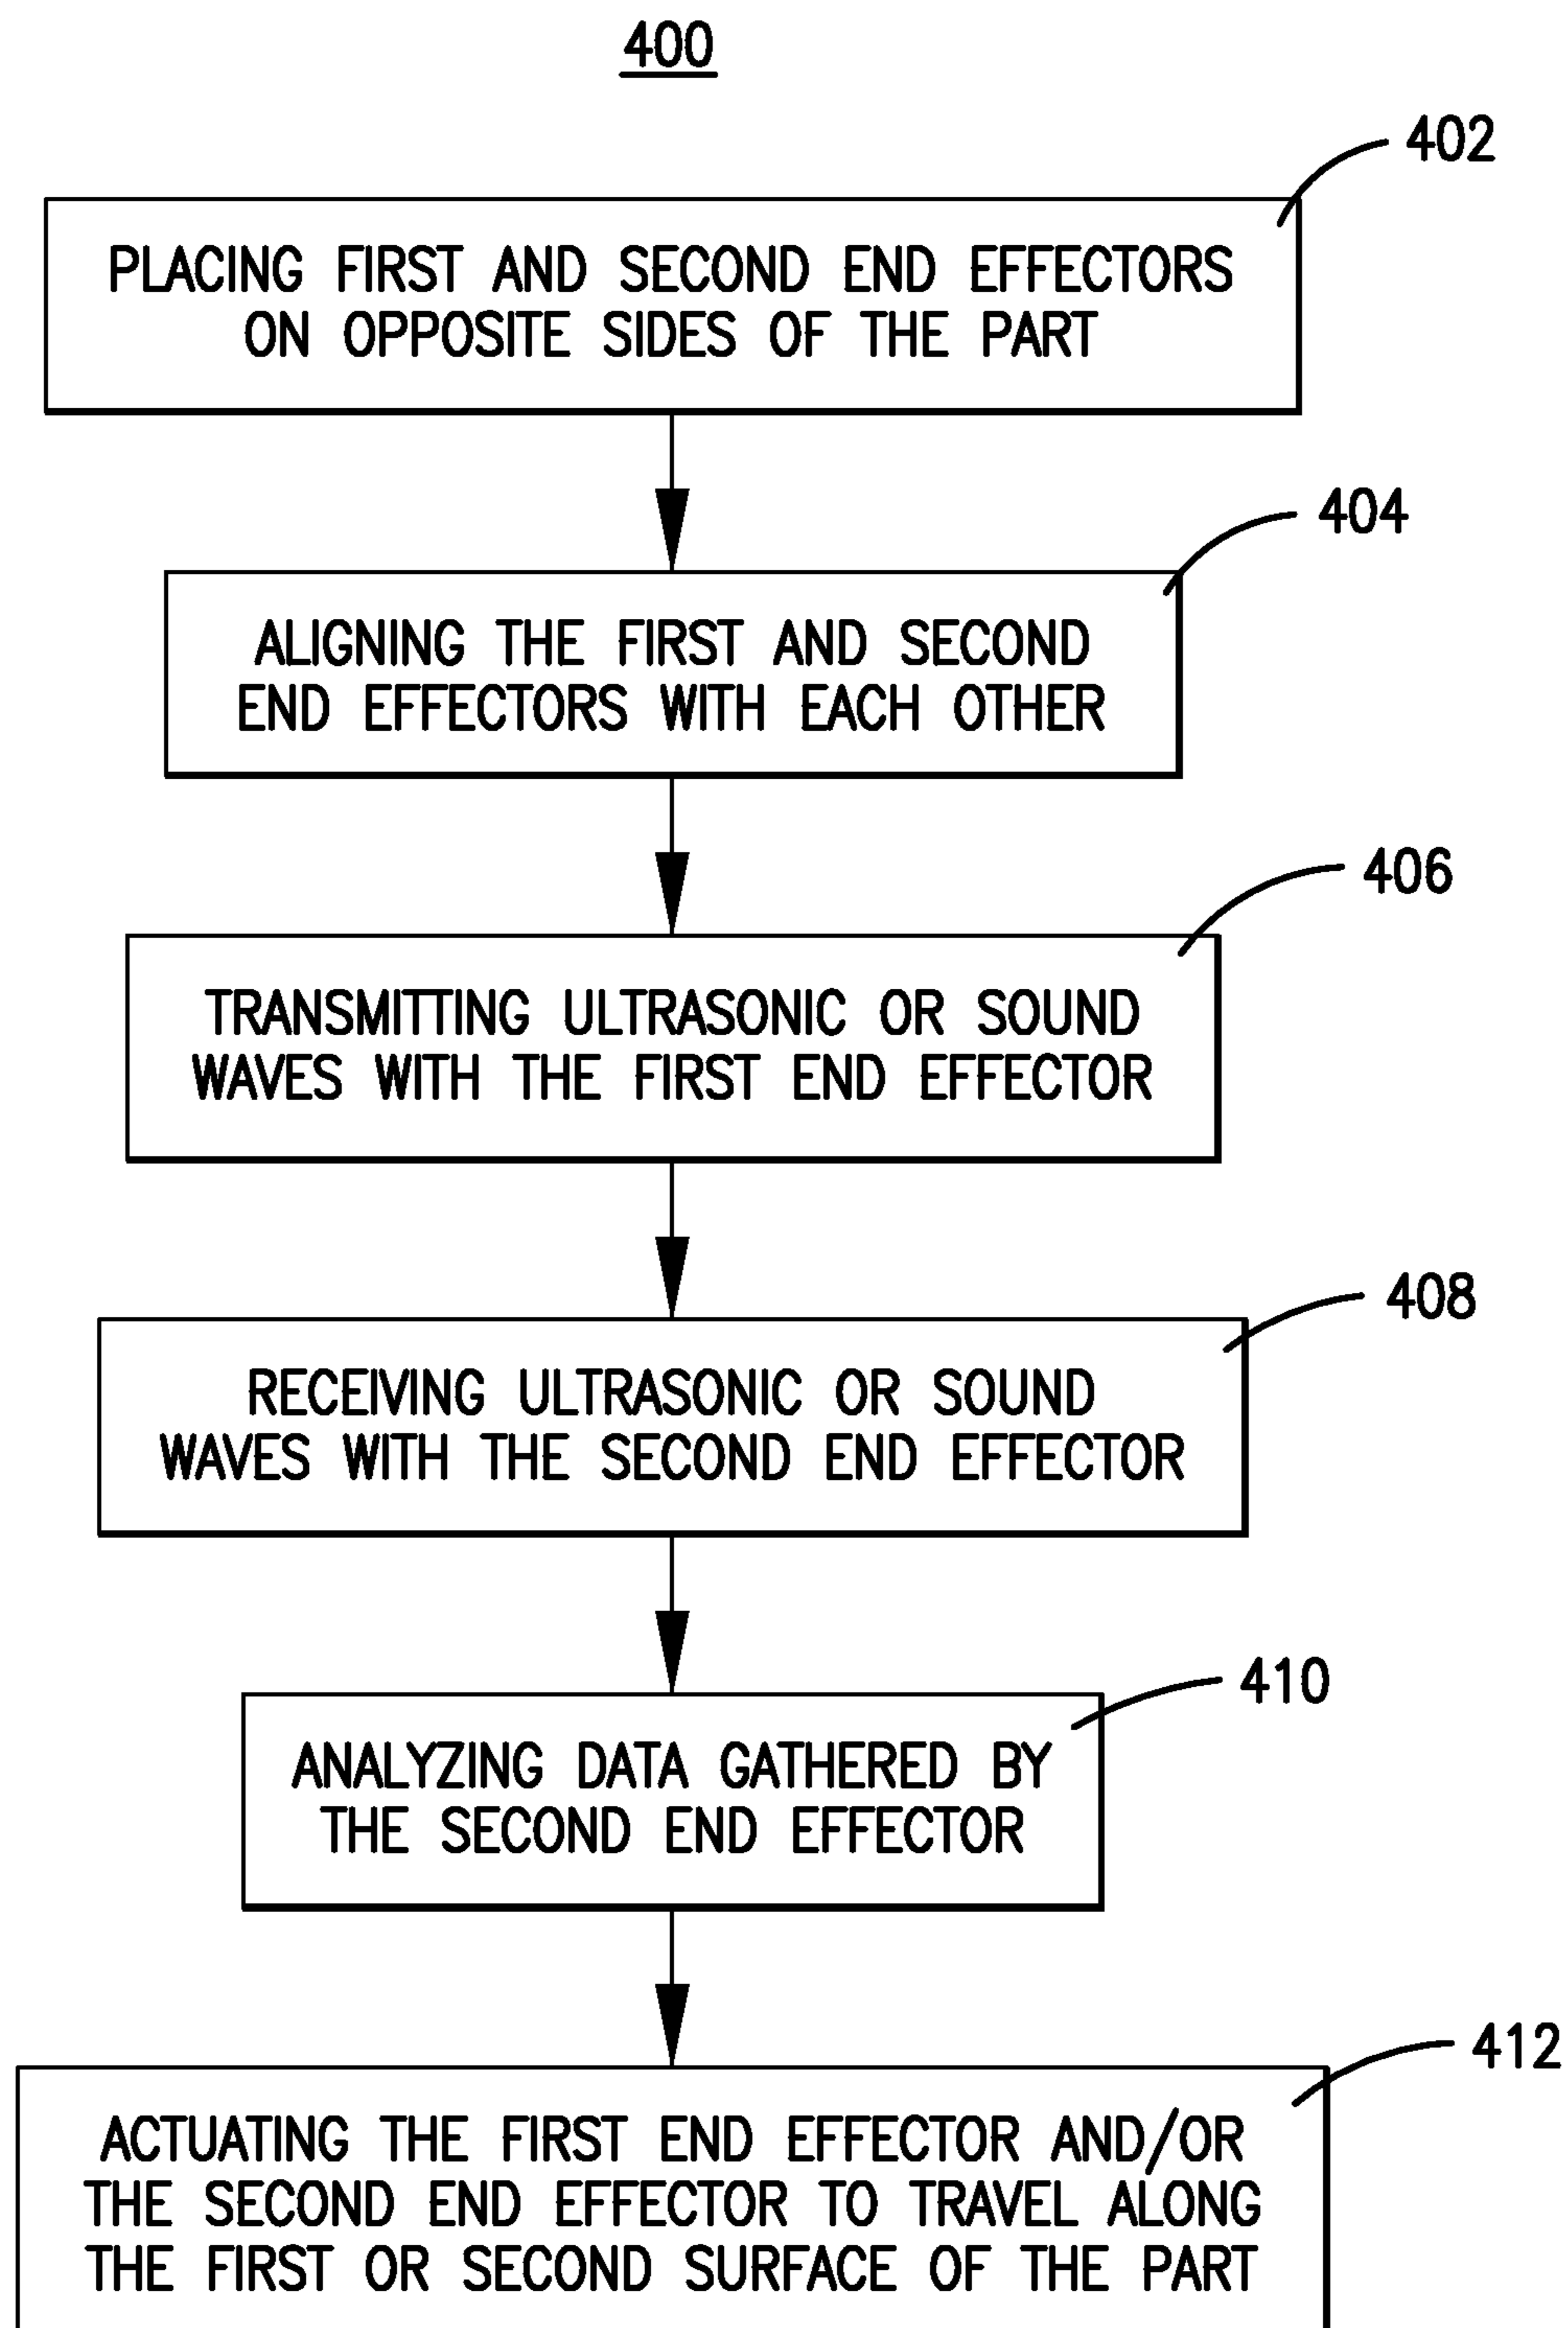 400
402
PLACING FIRST AND SECOND END EFFECTORS
ON OPPOSITE SIDES OF THE PART
404
ALIGNING THE FIRST AND SECOND
END EFFECTORS WITH EACH OTHER
406
TRANSMITTING ULTRASONIC OR SOUND
WAVES WITH THE FIRST END EFFECTOR
408
RECEIVING ULTRASONIC OR SOUND
WAVES WITH THE SECOND END EFFECTOR
410
ANALYZING DATA GATHERED BY
THE SECOND END EFFECTOR
412
ACTUATING THE FIRST END EFFECTOR AND/OR
THE SECOND END EFFECTOR TO TRAVEL ALONG
THE FIRST OR SECOND SURFACE OF THE PART